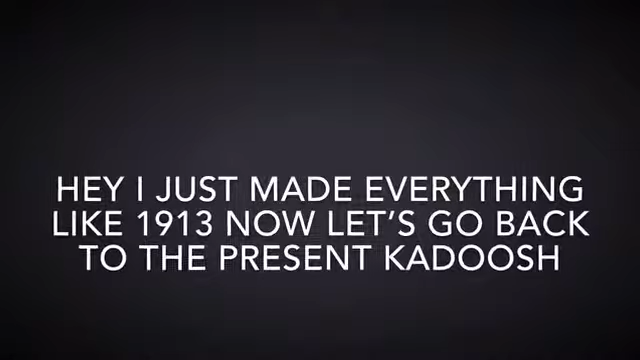 HEY I JUST MADE EVERYTHING
LIKE 1913 NOW LET’S GO BACK
TO THE PRESENT KADOOSH